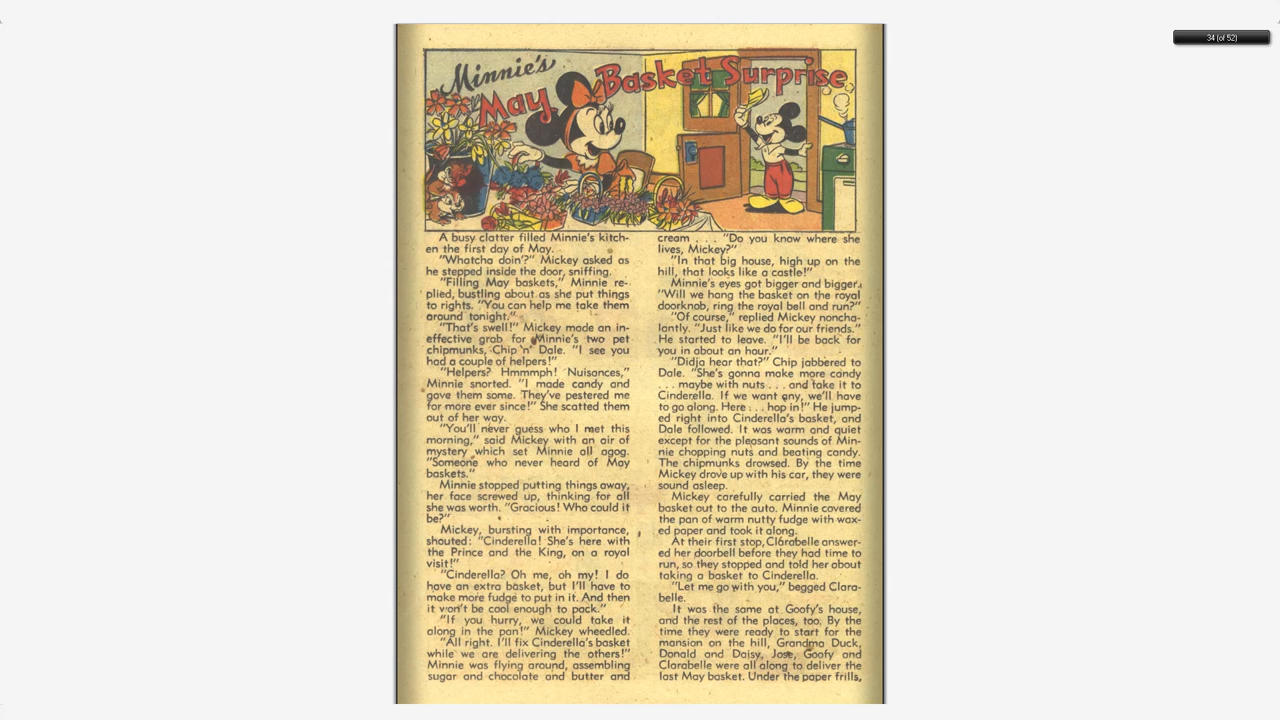 34 (of 52)
Minnie's
May Basket Surprise
A busy clatter filled Minnie's kitch-
en the first day of May.
"Whatcha doin'?" Mickey asked as
he stepped inside the door, sniffing.
"Filling May baskets," Minnie re-
plied, bustling about as she put things
to rights. "You can help me take them
around tonight."
"That's swell!" Mickey made an in-
effective grab for Minnie's two pet
chipmunks, Chip 'n' Dale. "I see you
had a couple of helpers!"
"Helpers? Hmmmph! Nuisances,"
Minnie snorted. "I made candy and
gave them some. They've pestered me
for more ever since!" She scatted them
out of her way.
"You'll never guess who I met this
morning," said Mickey with an air of
mystery which set Minnie all agog.
"Someone who never heard of May
baskets."
Minnie stopped putting things away,
her face screwed up, thinking for all
she was worth. "Gracious! Who could it
be?"
Mickey, bursting with importance,
shouted: "Cinderella! She's here with
the Prince and the King, on a royal
visit!"
"Cinderella? Oh me, oh my! I do
have an extra basket, but I'll have to
make more fudge to put in it. And then
it won't be cool enough to pack."
"If you hurry, we could take it
along in the pan!" Mickey wheedled.
"All right. I'll fix Cinderella's basket
while we are delivering the others!"
Minnie was flying around, assembling
sugar and chocolate and butter and
cream . . . "Do you know where she
lives, Mickey?"
"In that big house, high up on the
hill, that looks like a castle!"
Minnie's eyes got bigger and bigger.
"Will we hang the basket on the royal
doorknob, ring the royal bell and run?"
"Of course," replied Mickey noncha-
lantly. "Just like we do for our friends."
He started to leave. "I'll be back for
you in about an hour."
"Didja hear that?" Chip jabbered to
Dale. "She's gonna make more candy
. . . maybe with nuts . . . and take it to
Cinderella. If we want any, we'll have
to go along. Here . . . hop in!" He jump-
ed right into Cinderella's basket, and
Dale followed. It was warm and quiet
except for the pleasant sounds of Min-
nie chopping nuts and beating candy.
The chipmunks drowsed. By the time
Mickey drove up with his car, they were
sound asleep.
Mickey carefully carried the May
basket out to the auto. Minnie covered
the pan of warm nutty fudge with wax-
ed paper and took it along.
At their first stop, Clarabelle answer-
ed her doorbell before they had time to
run, so they stopped and told her about
taking a basket to Cinderella.
"Let me go with you," begged Clara-
belle.
It was the same at Goofy's house,
and the rest of the places, too. By the
time they were ready to start for the
mansion on the hill, Grandma Duck,
Donald and Daisy, Jose, Goofy and
Clarabelle were all along to deliver the
last May basket. Under the paper frills,